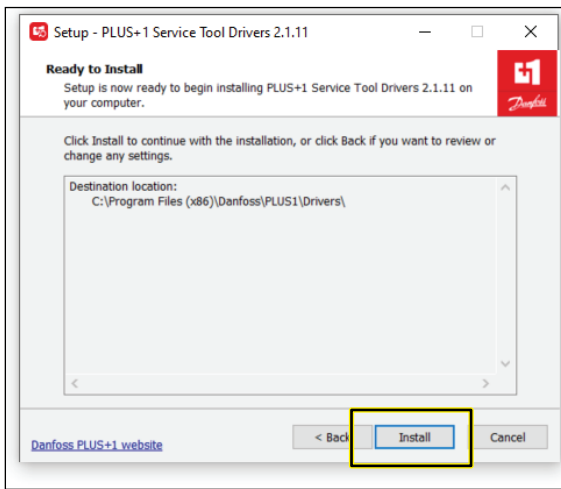 Setup - PLUS+1 Service Tool Drivers 2.1.11
Ready to Install
Setup is now ready to begin installing PLUS+1 Service Tool Drivers 2.1.11 on
your computer.
Danfoss
Click Install to continue with the installation, or click Back if you want to review or
change any settings.
Destination location:
C:\Program Files (x86)\Danfoss\PLUS1\Drivers\
Danfoss PLUS+1 website
< Back
Install
Cancel